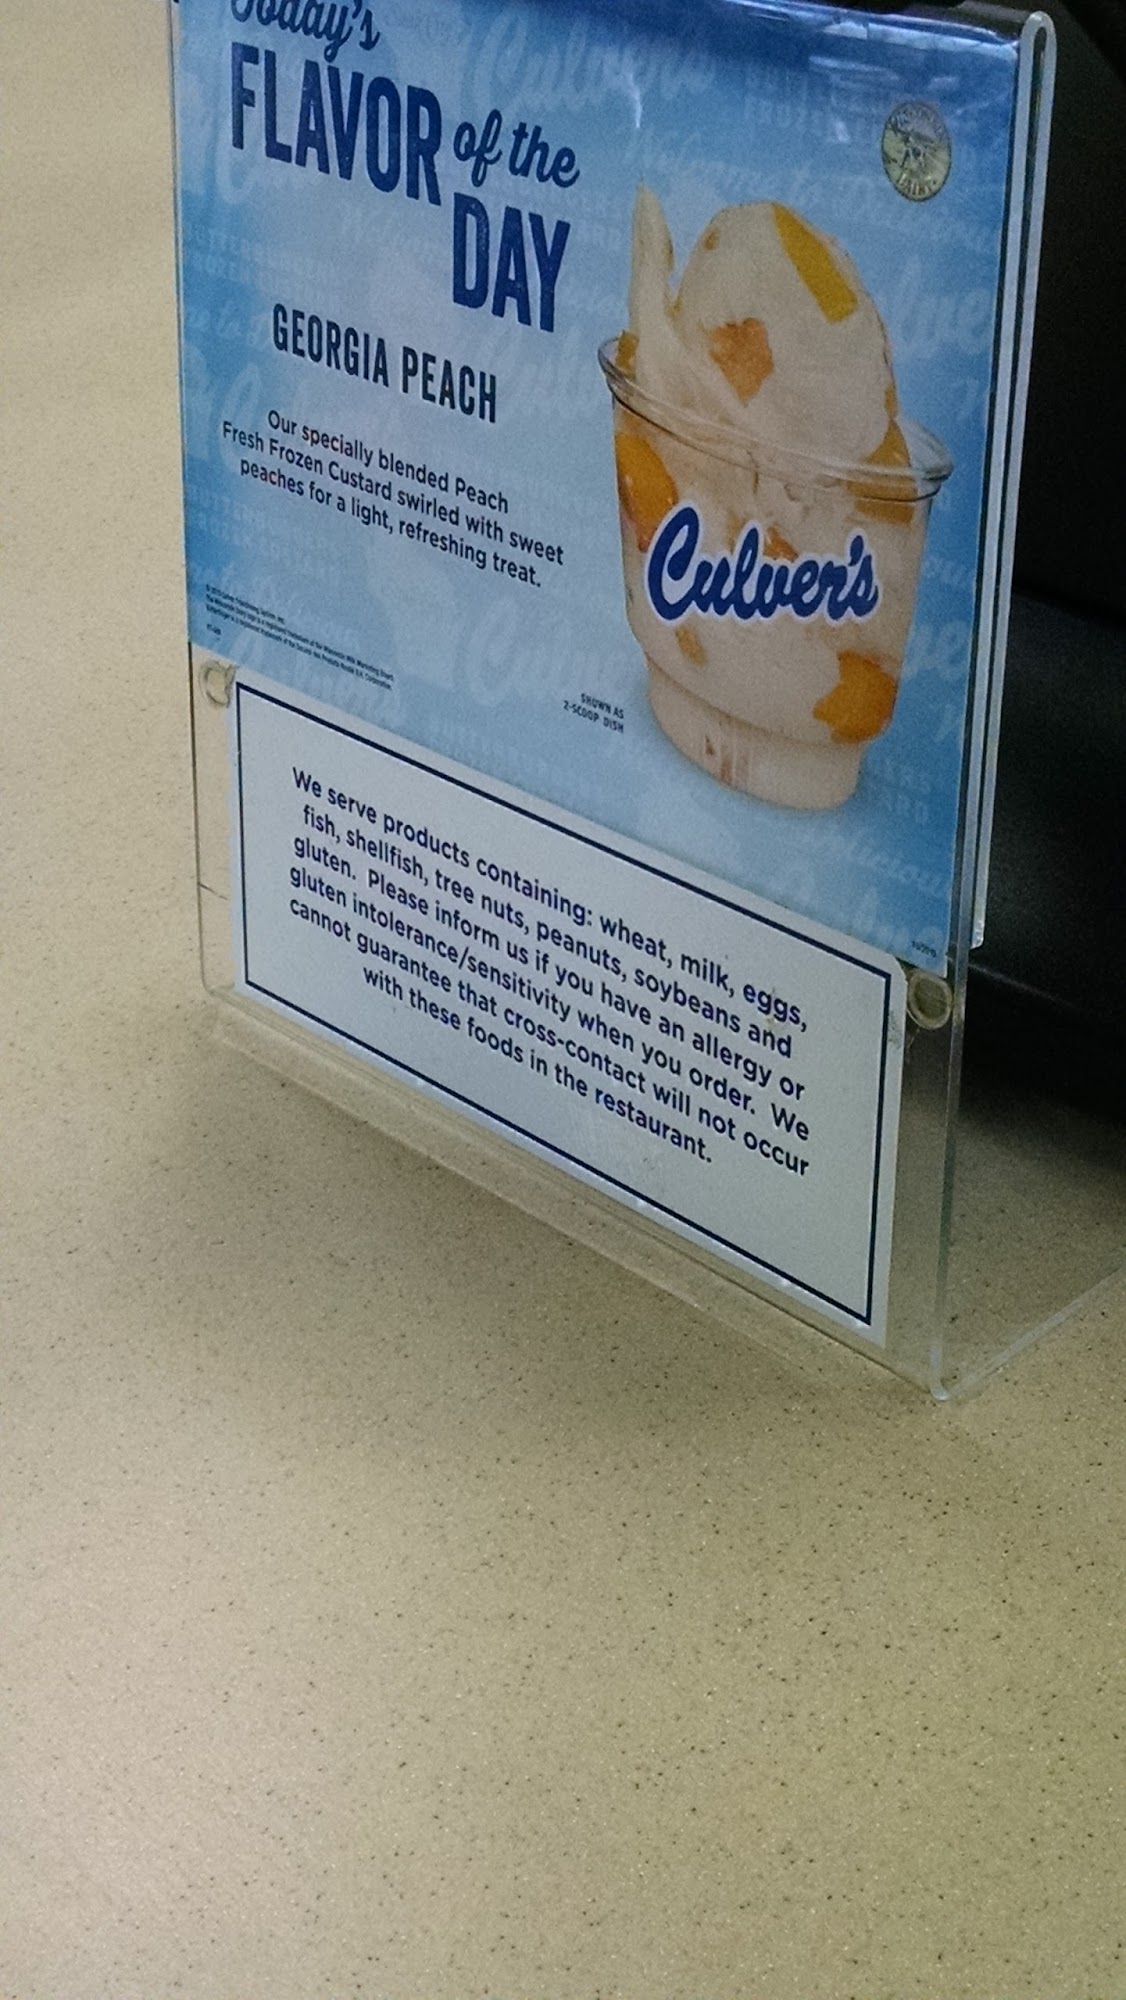 Today's
FLAVOR of the
DAY
GEORGIA PEACH
Our specially blended Peach
Fresh Frozen Custard swirled with sweet
peaches for a light, refreshing treat.
Culver's
SHOWN AS
2-SCOOP DISH
We serve products containing: wheat, milk, eggs,
fish, shellfish, tree nuts, peanuts, soybeans and
gluten. Please inform us if you have an allergy or
gluten intolerance/sensitivity when you order. We
cannot guarantee that cross-contact will not occur
with these foods in the restaurant.